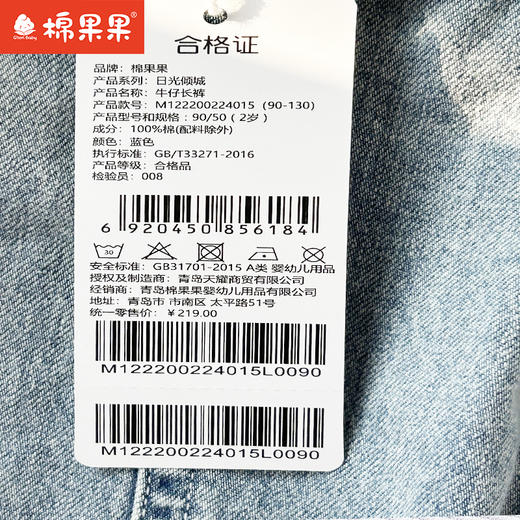 棉果果®
Cliori Baby
合格证
品牌：棉果果
产品系列：日光倾城
产品名称：牛仔长裤
产品款号：M122200224015（90-130）
产品型号和规格：90/50（2岁）
成分：100%棉(配料除外)
颜色：蓝色
执行标准：GB/T33271-2016
产品等级：合格品
检验员：008
6 920450 856184
30
安全标准：GB31701-2015 A类 婴幼儿用品
授权及制造商：青岛天耀商贸有限公司
经销商：青岛棉果果婴幼儿用品有限公司
地址：青岛市 市南区 太平路51号
统一零售价：￥219.00
M122200224015L0090
M122200224015L0090